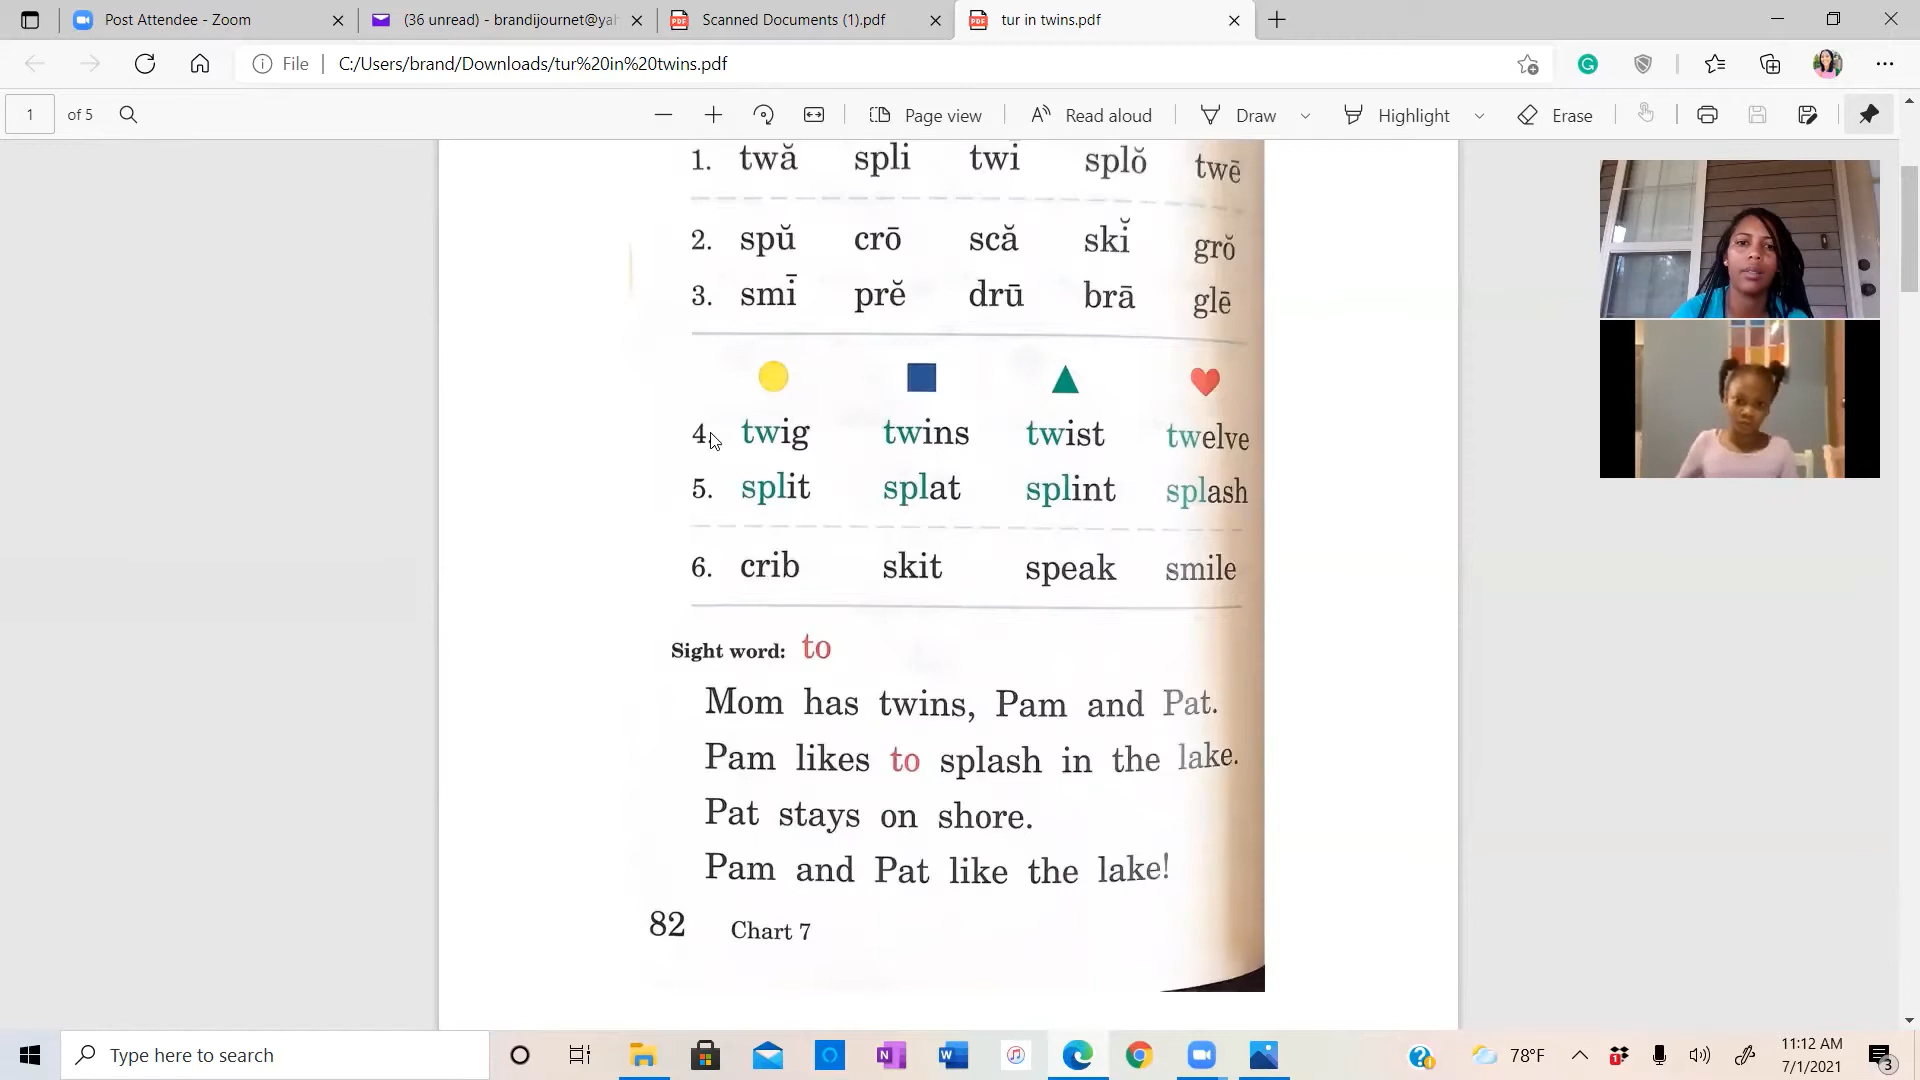 Post Attendee - Zoom
(36 unread) - brandijournet@yah
Scanned Documents (1).pdf
tur in twins.pdf
File C:/Users/brand/Downloads/tur%20in%20twins.pdf
1 of 5
Page view
Read aloud
Draw
Highlight
Erase
1. twă spli twi splŏ twē
2. spŭ crō scă skĭ grŏ
3. smī prĕ drū brā glē
4. twig twins twist twelve
5. split splat splint splash
6. crib skit speak smile
Sight word: to
Mom has twins, Pam and Pat.
Pam likes to splash in the lake.
Pat stays on shore.
Pam and Pat like the lake!
82 Chart 7
Type here to search
78°F
11:12 AM
7/1/2021
3